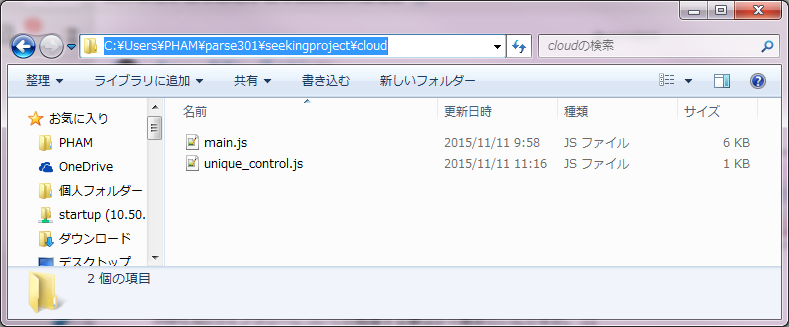 C:¥Users¥PHAM¥parse301¥seekingproject¥cloud
cloudの検索
整理 ライブラリに追加 共有 書き込む 新しいフォルダー
お気に入り
PHAM
OneDrive
個人フォルダー
startup (10.50.
ダウンロード
デスクトップ
名前 更新日時 種類 サイズ
main.js 2015/11/11 9:58 JS ファイル 6 KB
unique_control.js 2015/11/11 11:16 JS ファイル 1 KB
2 個の項目